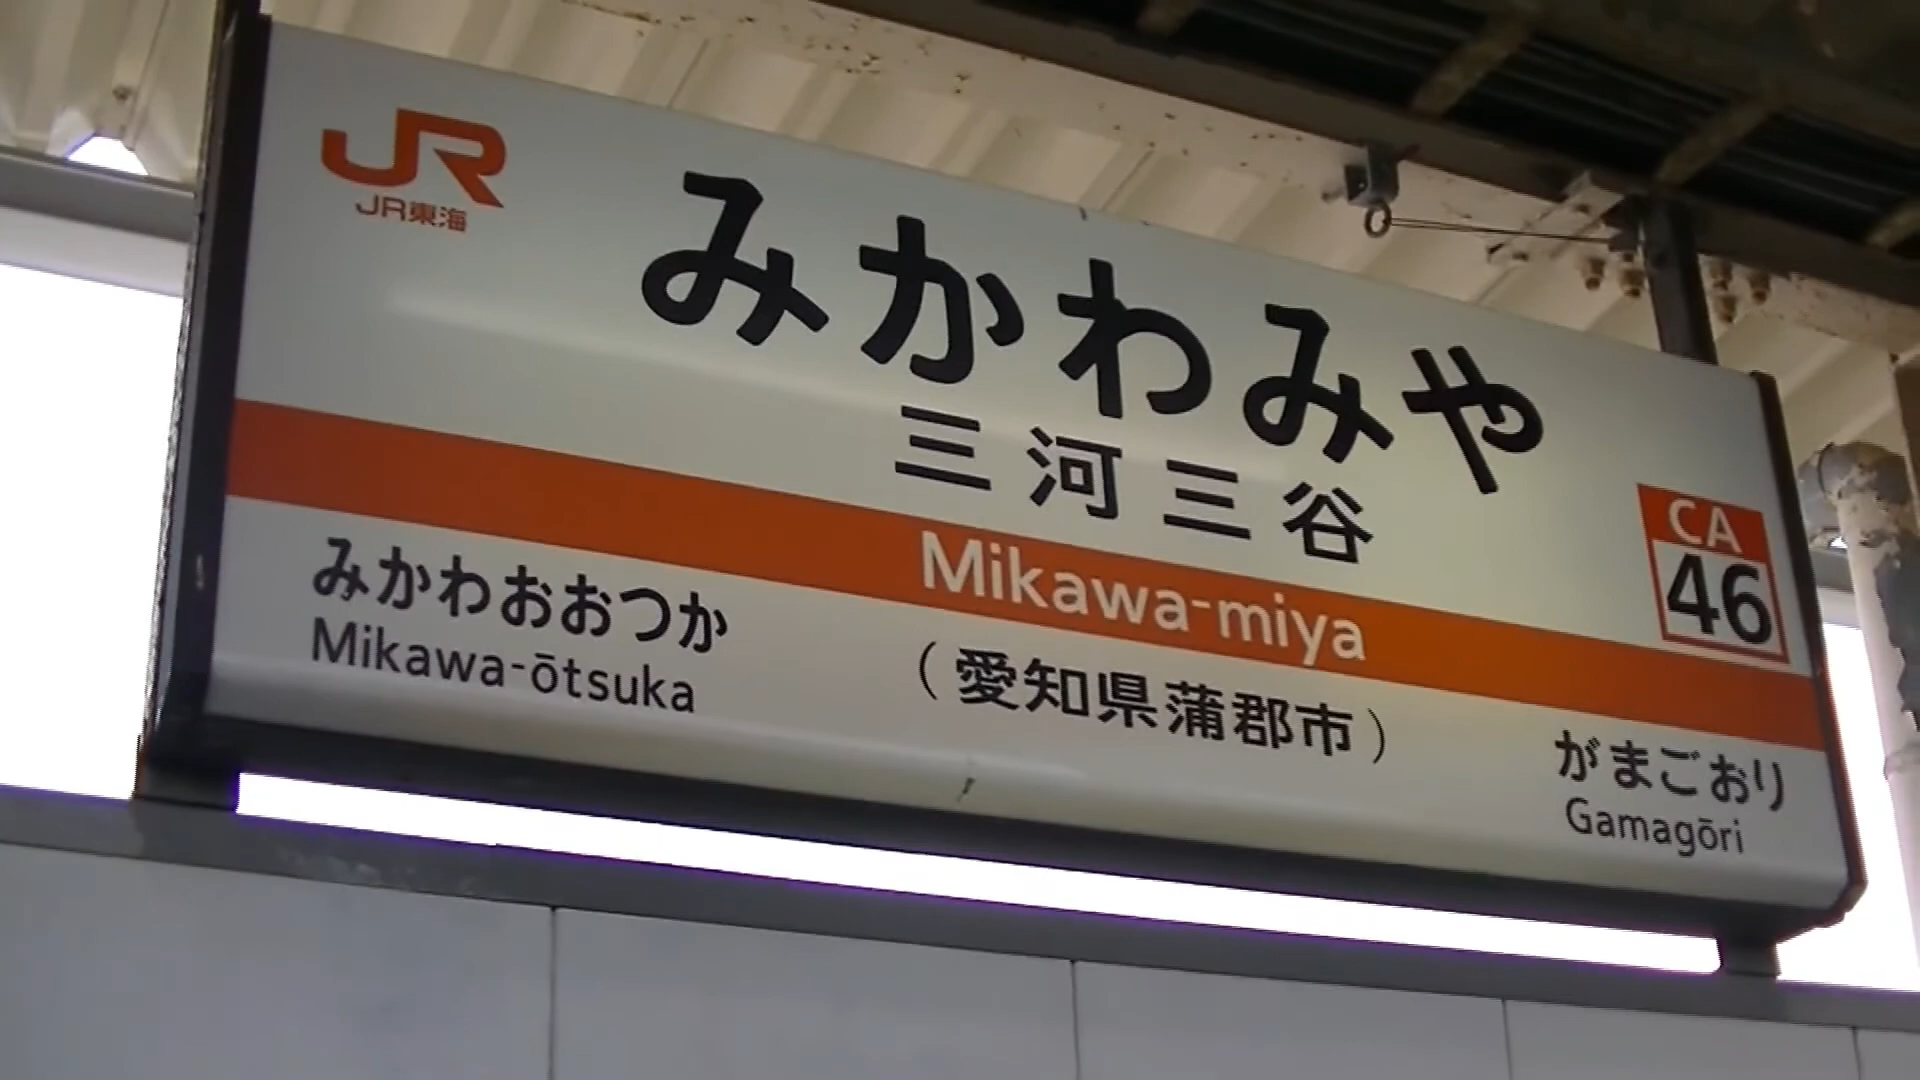 JR
JR東海
みかわみや
三河三谷
CA
46
Mikawa-miya
みかわおおつか
Mikawa-ōtsuka
(愛知県蒲郡市)
がまごおり
Gamagōri